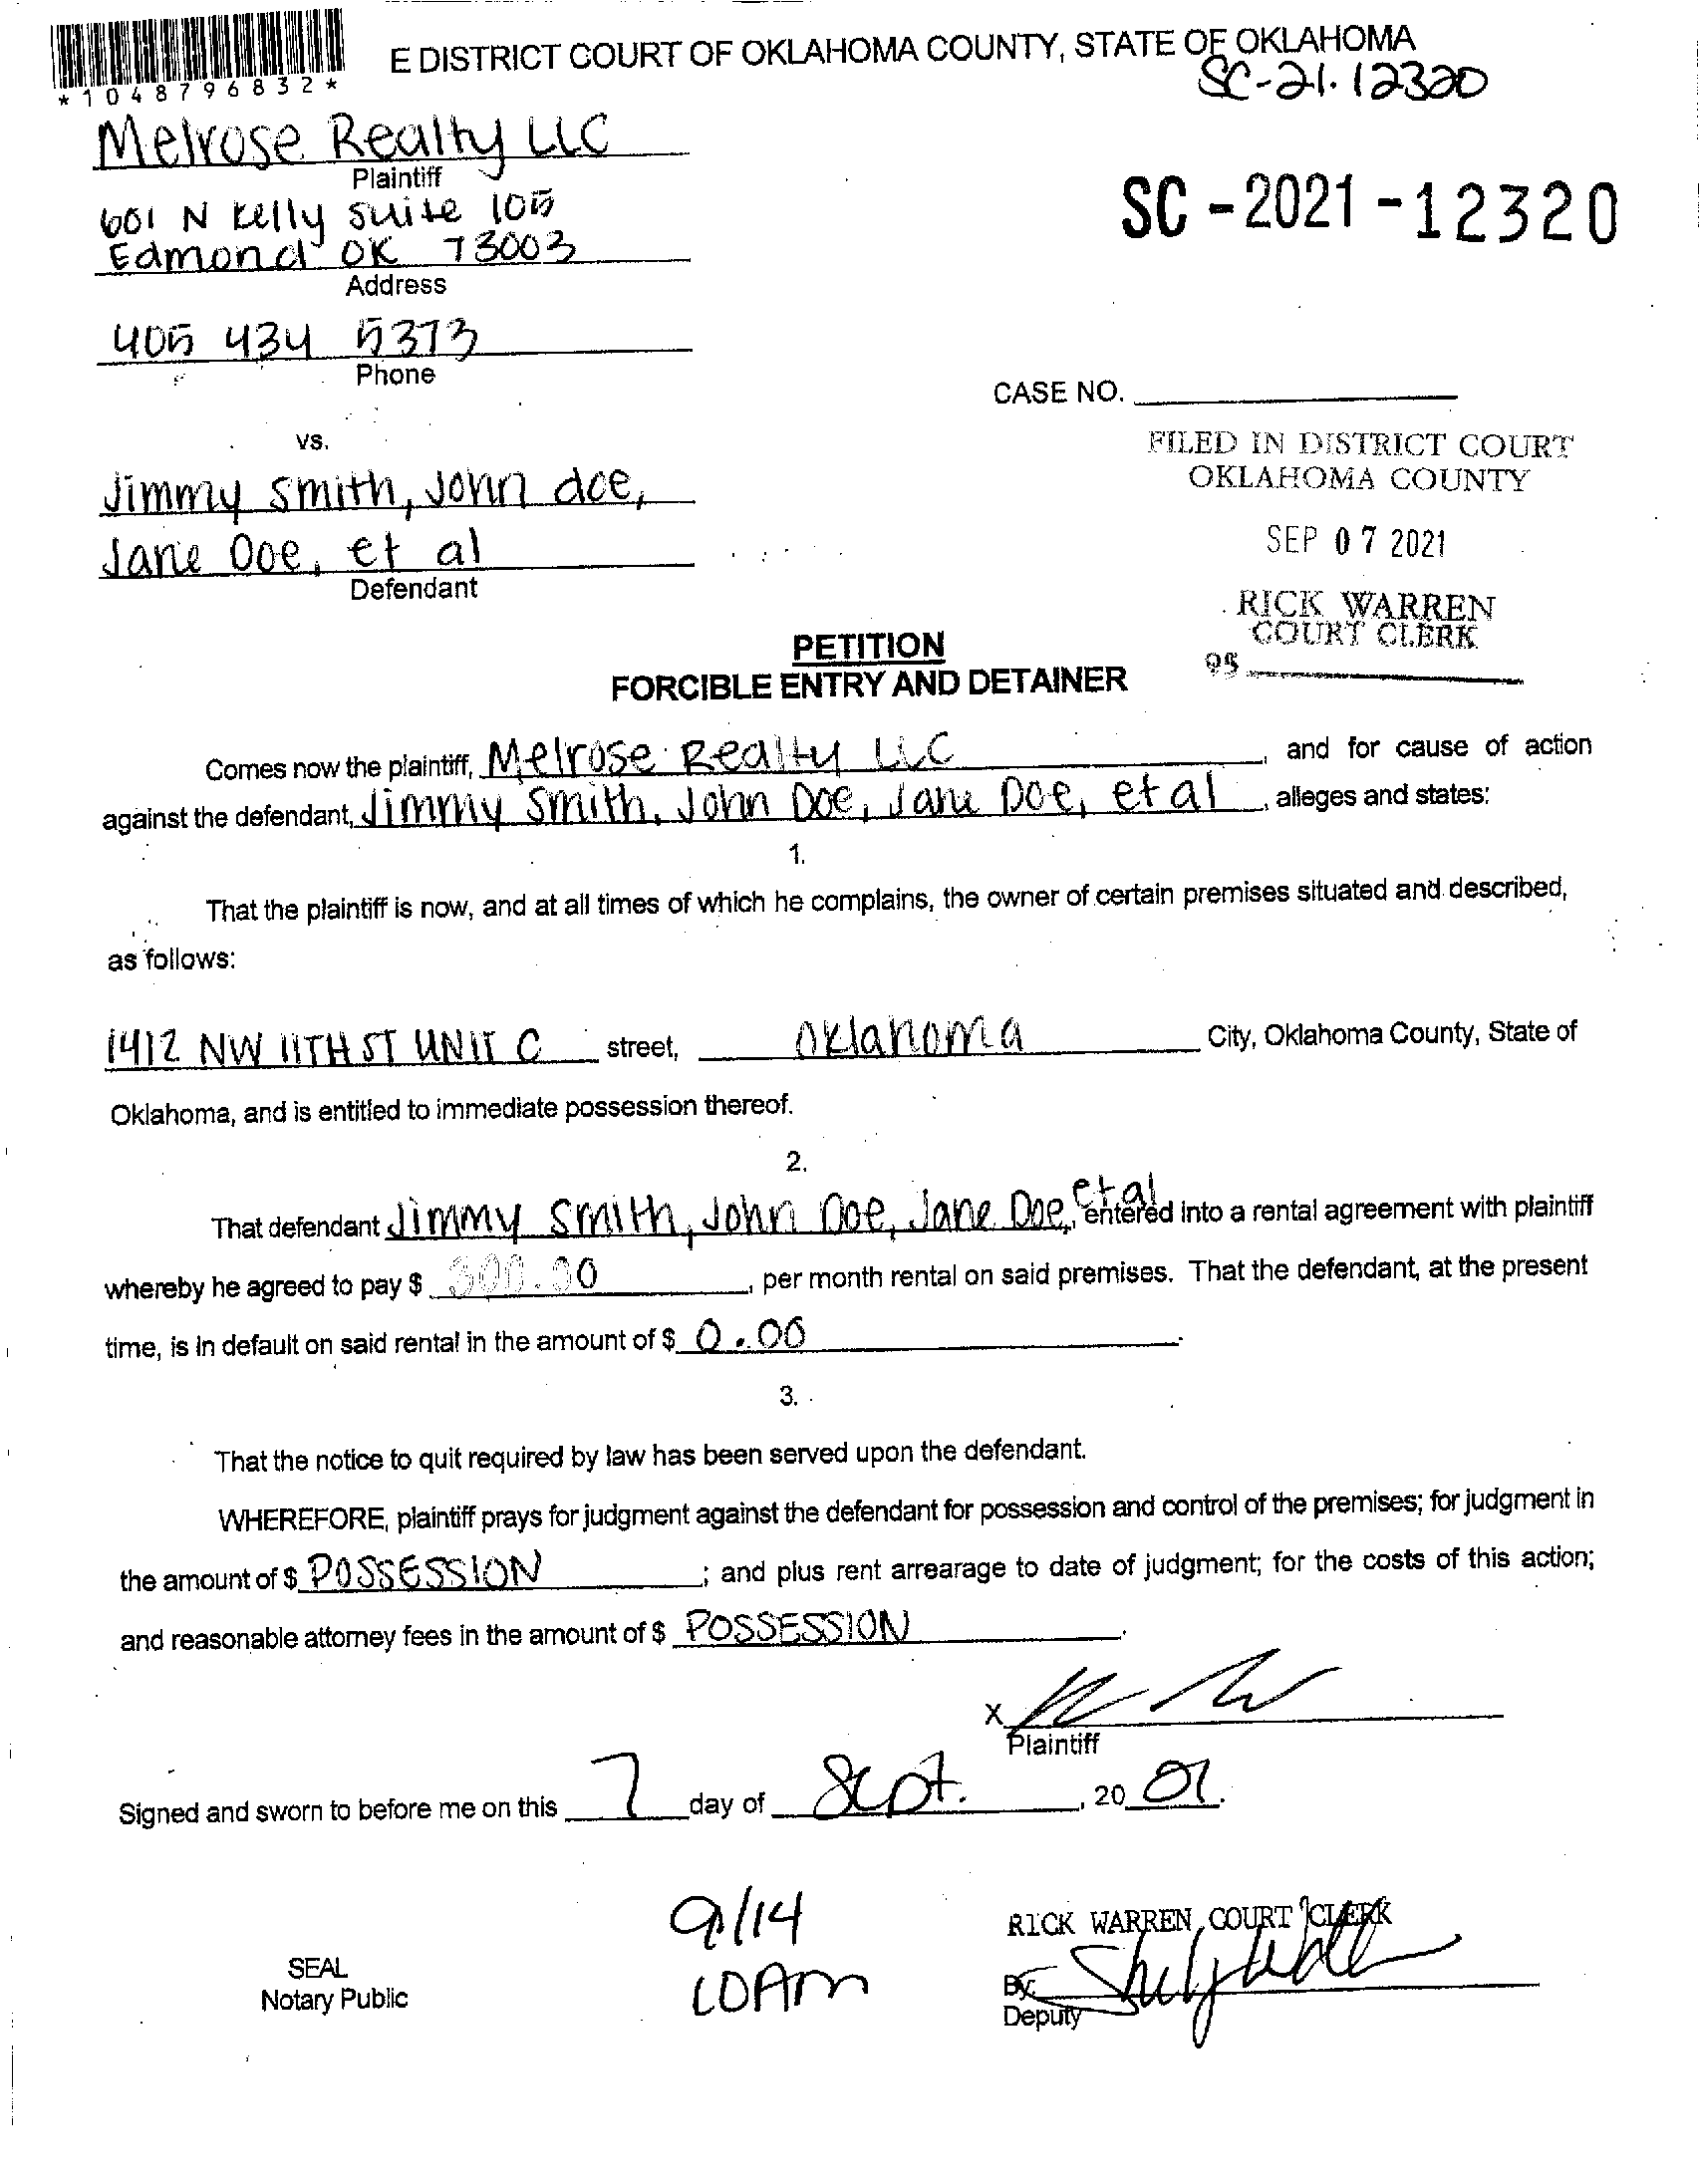 *1048796832*
E DISTRICT COURT OF OKLAHOMA COUNTY, STATE OF OKLAHOMA
SC-21-12320
Melrose Realty LLC
Plaintiff
SC-2021-12320
601 N Kelly suite 105
Edmond OK 73003
Address
405 434 5373
Phone
CASE NO.
vs.
FILED IN DISTRICT COURT
OKLAHOMA COUNTY
Jimmy Smith, John doe,
SEP 07 2021
Jane Doe, et al
Defendant
RICK WARREN
COURT CLERK
PETITION
FORCIBLE ENTRY AND DETAINER
Comes now the plaintiff, Melrose Realty LLC, and for cause of action
against the defendant, Jimmy Smith, John Doe, Jane Doe, et al, alleges and states:
1.
That the plaintiff is now, and at all times of which he complains, the owner of certain premises situated and described,
as follows:
1412 NW 11TH ST UNIT C street, Oklahoma City, Oklahoma County, State of
Oklahoma, and is entitled to immediate possession thereof.
2.
That defendant Jimmy Smith, John Doe, Jane Doe, et al entered into a rental agreement with plaintiff
whereby he agreed to pay $ 300.00, per month rental on said premises. That the defendant, at the present
time, is in default on said rental in the amount of $ 0.00.
3.
That the notice to quit required by law has been served upon the defendant.
WHEREFORE, plaintiff prays for judgment against the defendant for possession and control of the premises; for judgment in
the amount of $ POSSESSION; and plus rent arrearage to date of judgment; for the costs of this action;
and reasonable attorney fees in the amount of $ POSSESSION.
X
Plaintiff
Signed and sworn to before me on this 7 day of Sept., 20
9/14
10AM
RICK WARREN, COURT CLERK
SEAL
Notary Public
By:
Deputy